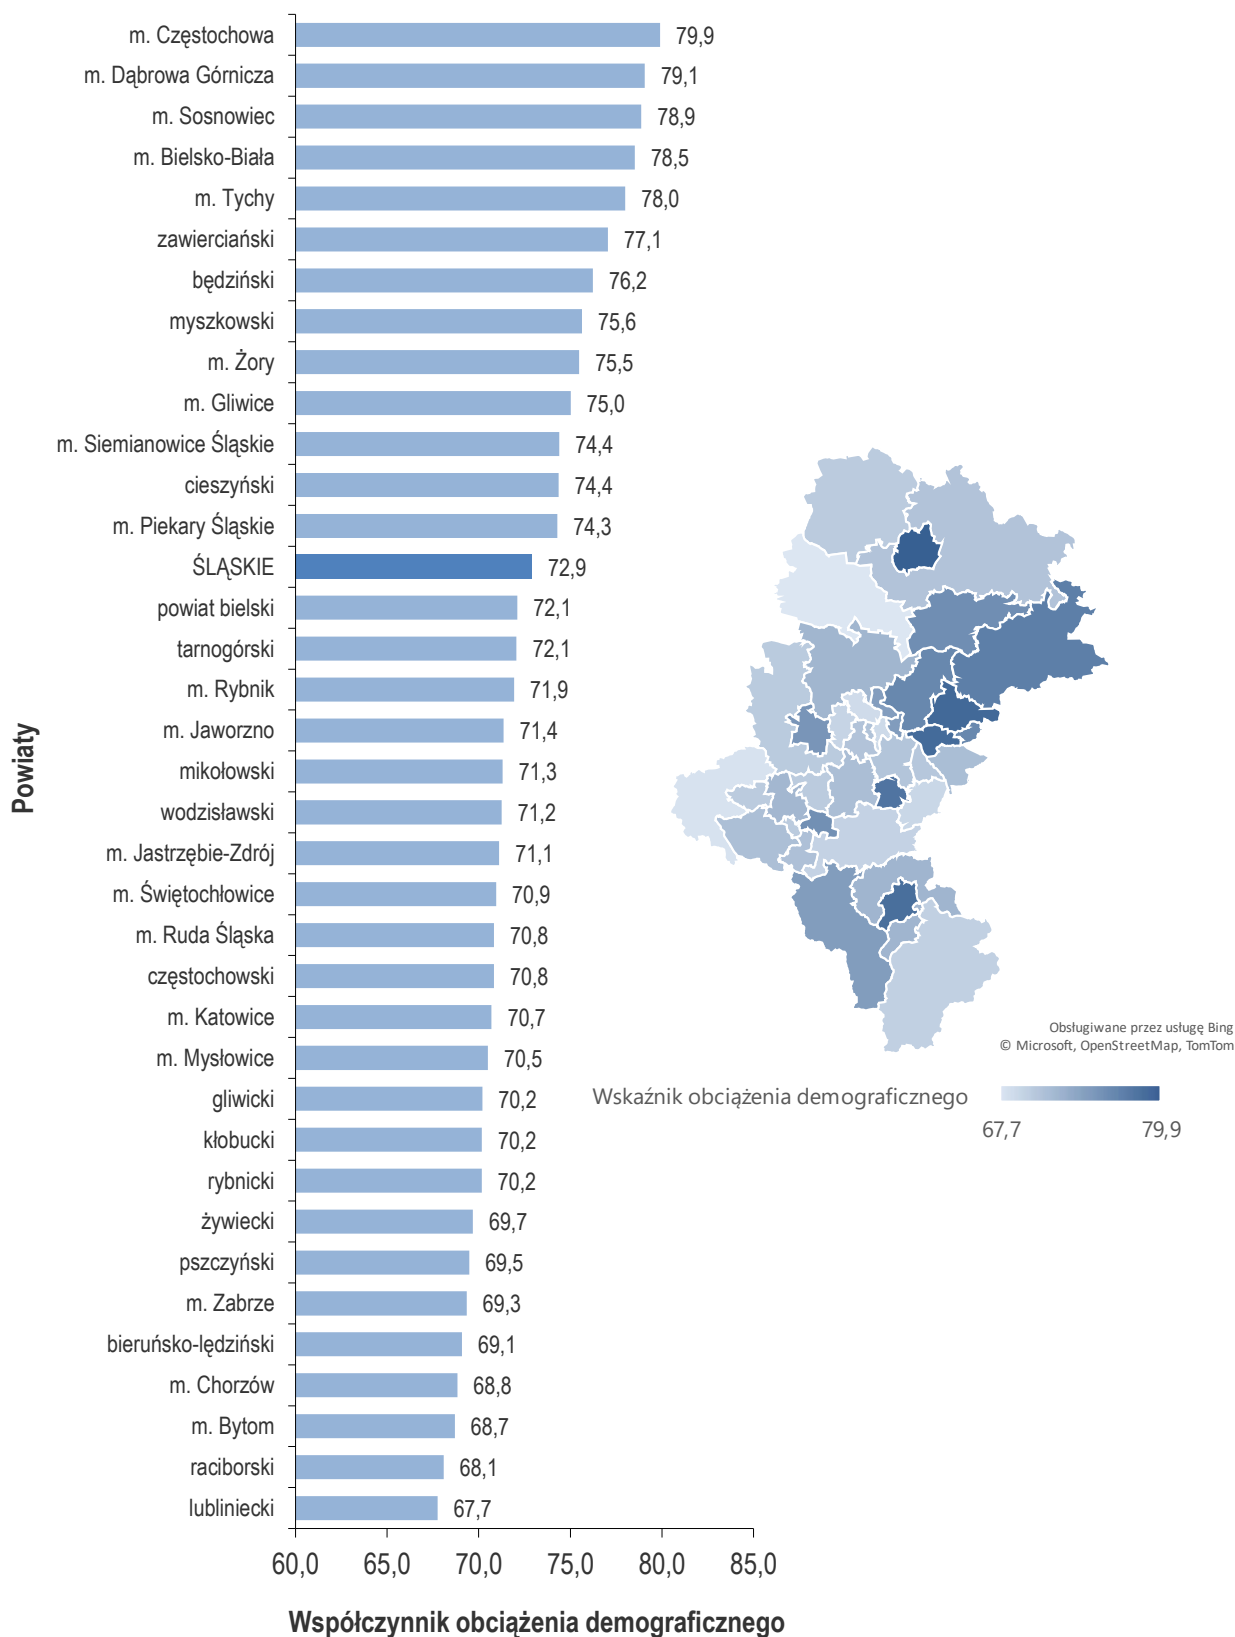 m. Częstochowa 79,9
m. Dąbrowa Górnicza 79,1
m. Sosnowiec 78,9
m. Bielsko-Biała 78,5
m. Tychy 78,0
zawierciański 77,1
będziński 76,2
myszkowski 75,6
m. Żory 75,5
m. Gliwice 75,0
m. Siemianowice Śląskie 74,4
cieszyński 74,4
m. Piekary Śląskie 74,3
ŚLĄSKIE 72,9
powiat bielski 72,1
tarnogórski 72,1
m. Rybnik 71,9
m. Jaworzno 71,4
mikołowski 71,3
wodzisławski 71,2
m. Jastrzębie-Zdrój 71,1
m. Świętochłowice 70,9
m. Ruda Śląska 70,8
częstochowski 70,8
m. Katowice 70,7
m. Mysłowice 70,5
gliwicki 70,2
kłobucki 70,2
rybnicki 70,2
żywiecki 69,7
pszczyński 69,5
m. Zabrze 69,3
bieruńsko-lędziński 69,1
m. Chorzów 68,8
m. Bytom 68,7
raciborski 68,1
lubliniecki 67,7
60,0 65,0 70,0 75,0 80,0 85,0
Współczynnik obciążenia demograficznego
Powiaty
Obsługiwane przez usługę Bing
© Microsoft, OpenStreetMap, TomTom
Wskaźnik obciążenia demograficznego
67,7 79,9